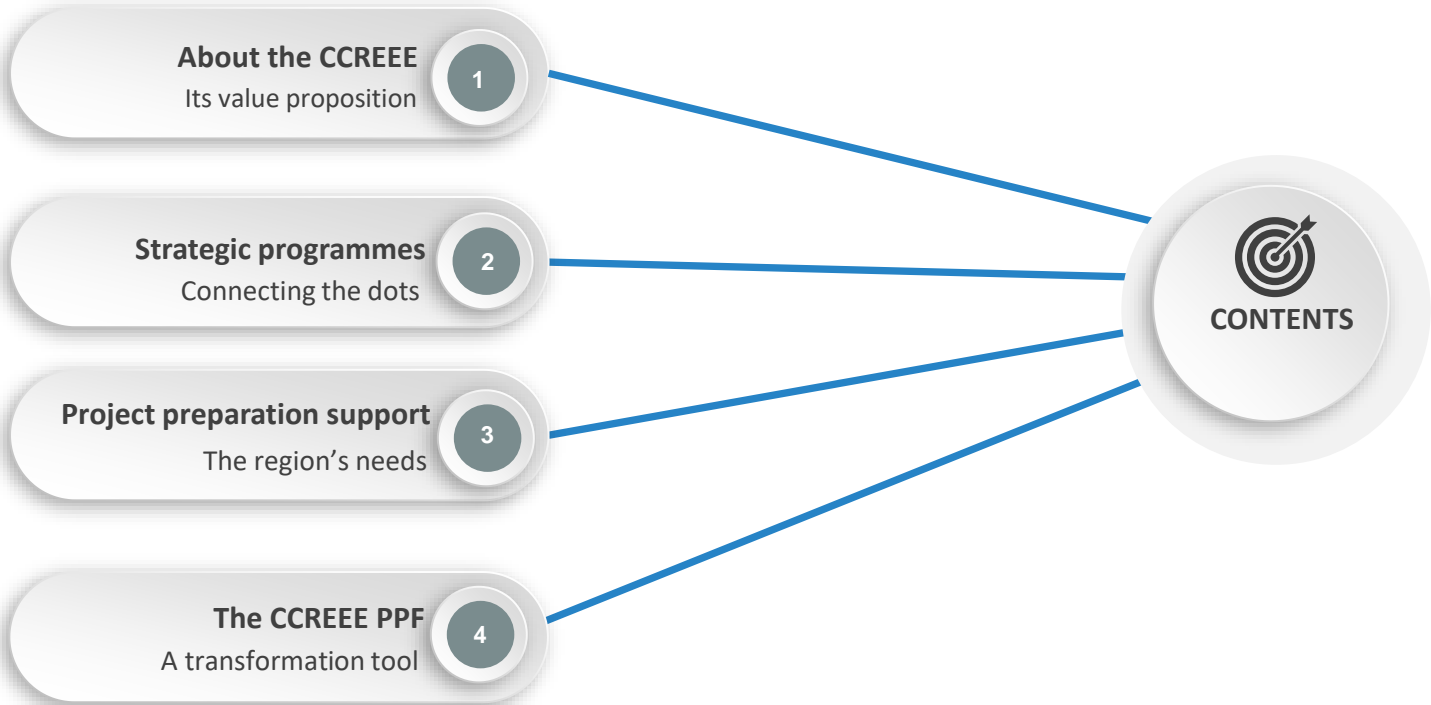 About the CCREEE
Its value proposition
1
Strategic programmes
Connecting the dots
2
Project preparation support
The region’s needs
3
The CCREEE PPF
A transformation tool
4
CONTENTS